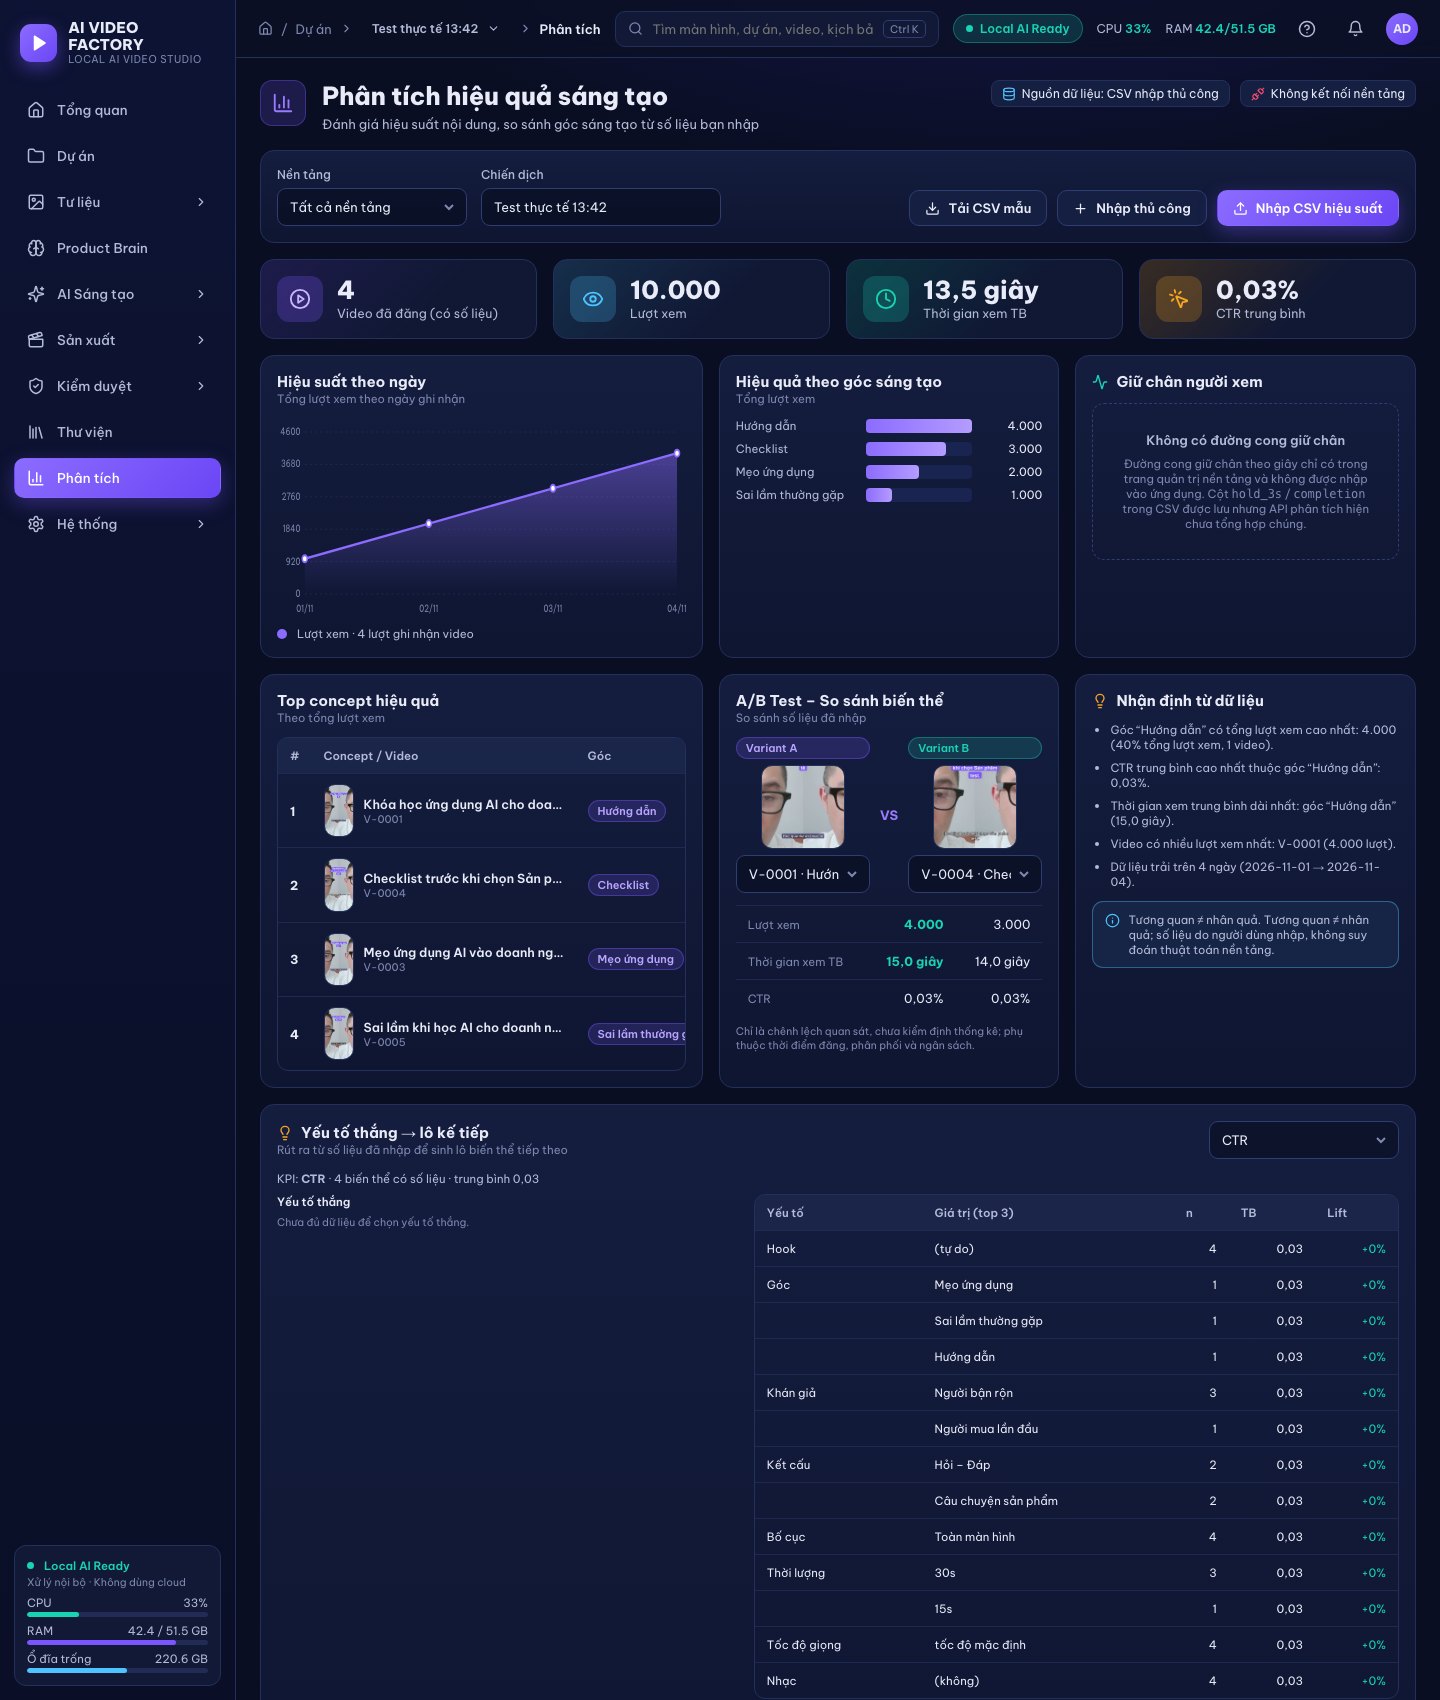 AI VIDEO
FACTORY
LOCAL AI VIDEO STUDIO
Tổng quan
Dự án
Tư liệu
Product Brain
AI Sáng tạo
Sản xuất
Kiểm duyệt
Thư viện
Phân tích
Hệ thống
Local AI Ready
Xử lý nội bộ · Không dùng cloud
CPU 33%
RAM 42.4 / 51.5 GB
Ổ đĩa trống 220.6 GB
/ Dự án > Test thực tế 13:42 > Phân tích
Tìm màn hình, dự án, video, kịch bả Ctrl K
Local AI Ready CPU 33% RAM 42.4/51.5 GB AD
Phân tích hiệu quả sáng tạo
Đánh giá hiệu suất nội dung, so sánh góc sáng tạo từ số liệu bạn nhập
Nguồn dữ liệu: CSV nhập thủ công
Không kết nối nền tảng
Nền tảng
Tất cả nền tảng
Chiến dịch
Test thực tế 13:42
Tải CSV mẫu
Nhập thủ công
Nhập CSV hiệu suất
4
Video đã đăng (có số liệu)
10.000
Lượt xem
13,5 giây
Thời gian xem TB
0,03%
CTR trung bình
Hiệu suất theo ngày
Tổng lượt xem theo ngày ghi nhận
4600
3680
2760
1840
920
0
01/11 02/11 03/11 04/11
Lượt xem · 4 lượt ghi nhận video
Hiệu quả theo góc sáng tạo
Tổng lượt xem
Hướng dẫn 4.000
Checklist 3.000
Mẹo ứng dụng 2.000
Sai lầm thường gặp 1.000
Giữ chân người xem
Không có đường cong giữ chân
Đường cong giữ chân theo giây chỉ có trong
trang quản trị nền tảng và không được nhập
vào ứng dụng. Cột hold_3s / completion
trong CSV được lưu nhưng API phân tích hiện
chưa tổng hợp chúng.
Top concept hiệu quả
Theo tổng lượt xem
# Concept / Video Góc
1 Khóa học ứng dụng AI cho doa... Hướng dẫn
V-0001
2 Checklist trước khi chọn Sản p... Checklist
V-0004
3 Mẹo ứng dụng AI vào doanh ng... Mẹo ứng dụng
V-0003
4 Sai lầm khi học AI cho doanh n... Sai lầm thường g
V-0005
A/B Test – So sánh biến thể
So sánh số liệu đã nhập
Variant A Variant B
khi chọn Sản phẩm
test
VS
V-0001 · Hướn V-0004 · Chec
Lượt xem 4.000 3.000
Thời gian xem TB 15,0 giây 14,0 giây
CTR 0,03% 0,03%
Chỉ là chênh lệch quan sát, chưa kiểm định thống kê; phụ
thuộc thời điểm đăng, phân phối và ngân sách.
Nhận định từ dữ liệu
• Góc “Hướng dẫn” có tổng lượt xem cao nhất: 4.000
(40% tổng lượt xem, 1 video).
• CTR trung bình cao nhất thuộc góc “Hướng dẫn”:
0,03%.
• Thời gian xem trung bình dài nhất: góc “Hướng dẫn”
(15,0 giây).
• Video có nhiều lượt xem nhất: V-0001 (4.000 lượt).
• Dữ liệu trải trên 4 ngày (2026-11-01 → 2026-11-
04).
Tương quan ≠ nhân quả. Tương quan ≠ nhân
quả; số liệu do người dùng nhập, không suy
đoán thuật toán nền tảng.
Yếu tố thắng → lô kế tiếp
Rút ra từ số liệu đã nhập để sinh lô biến thể tiếp theo
CTR
KPI: CTR · 4 biến thể có số liệu · trung bình 0,03
Yếu tố thắng
Chưa đủ dữ liệu để chọn yếu tố thắng.
Yếu tố Giá trị (top 3) n TB Lift
Hook (tự do) 4 0,03 +0%
Góc Mẹo ứng dụng 1 0,03 +0%
Sai lầm thường gặp 1 0,03 +0%
Hướng dẫn 1 0,03 +0%
Khán giả Người bận rộn 3 0,03 +0%
Người mua lần đầu 1 0,03 +0%
Kết cấu Hỏi – Đáp 2 0,03 +0%
Câu chuyện sản phẩm 2 0,03 +0%
Bố cục Toàn màn hình 4 0,03 +0%
Thời lượng 30s 3 0,03 +0%
15s 1 0,03 +0%
Tốc độ giọng tốc độ mặc định 4 0,03 +0%
Nhạc (không) 4 0,03 +0%